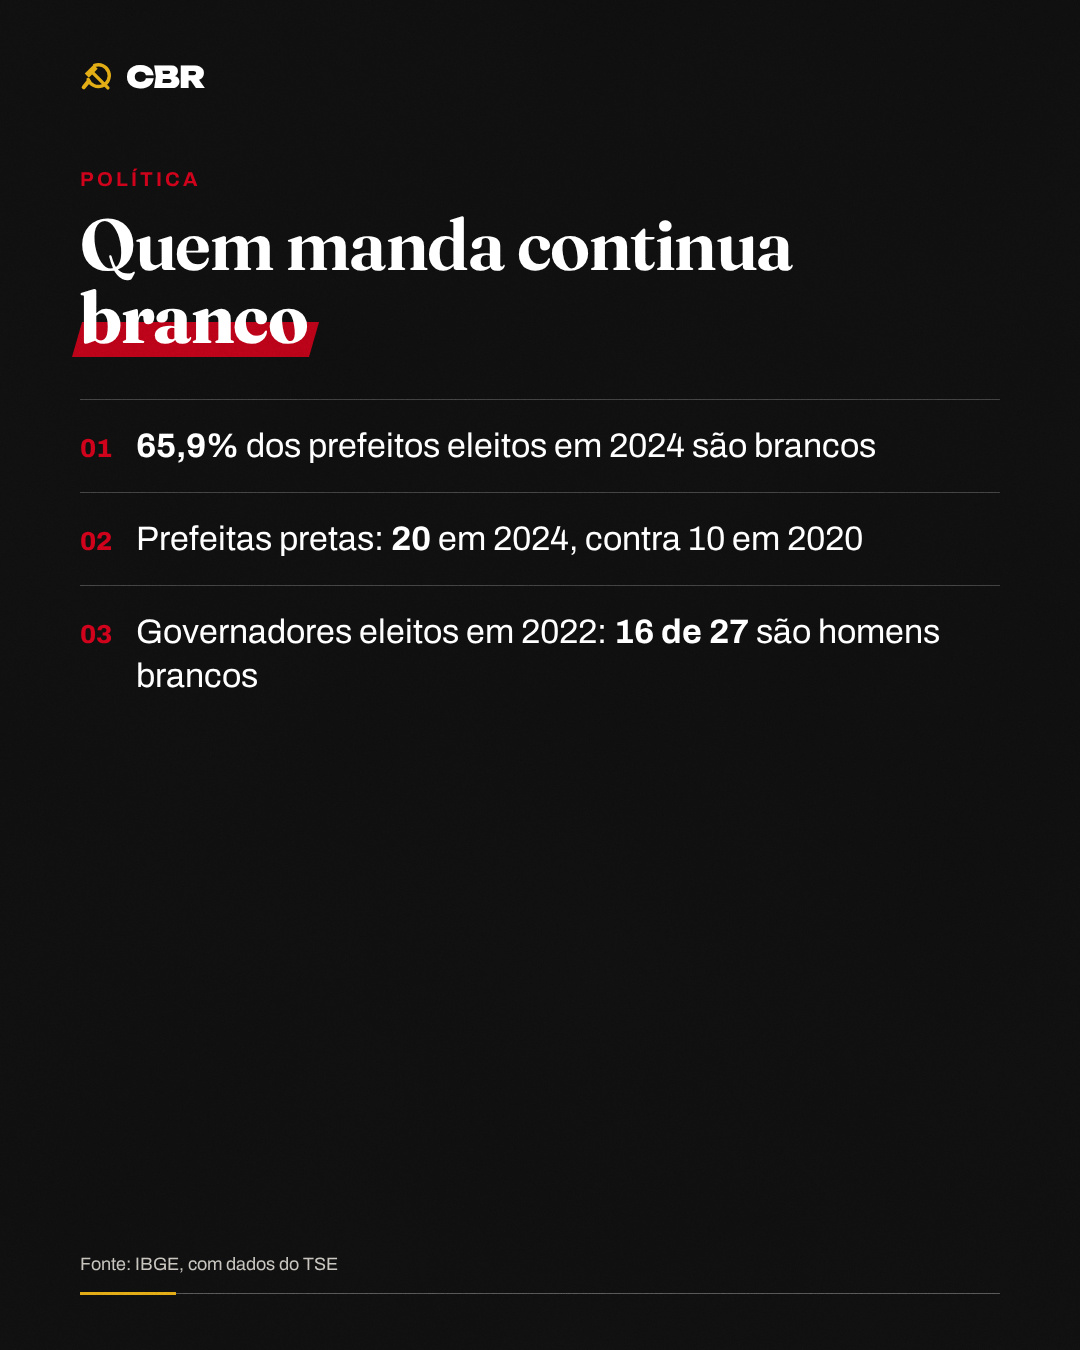 CBR
POLÍTICA
Quem manda continua
branco
01 65,9% dos prefeitos eleitos em 2024 são brancos
02 Prefeitas pretas: 20 em 2024, contra 10 em 2020
03 Governadores eleitos em 2022: 16 de 27 são homens
brancos
Fonte: IBGE, com dados do TSE